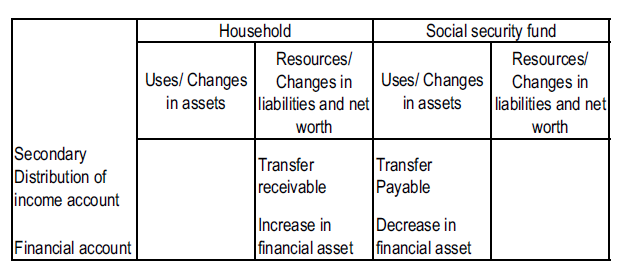 Household
Social security fund
Uses/ Changes
in assets
Resources/
Changes in
liabilities and net
worth
Uses/ Changes
in assets
Resources/
Changes in
liabilities and net
worth
Secondary
Distribution of
income account
Transfer
receivable
Transfer
Payable
Financial account
Increase in
financial asset
Decrease in
financial asset